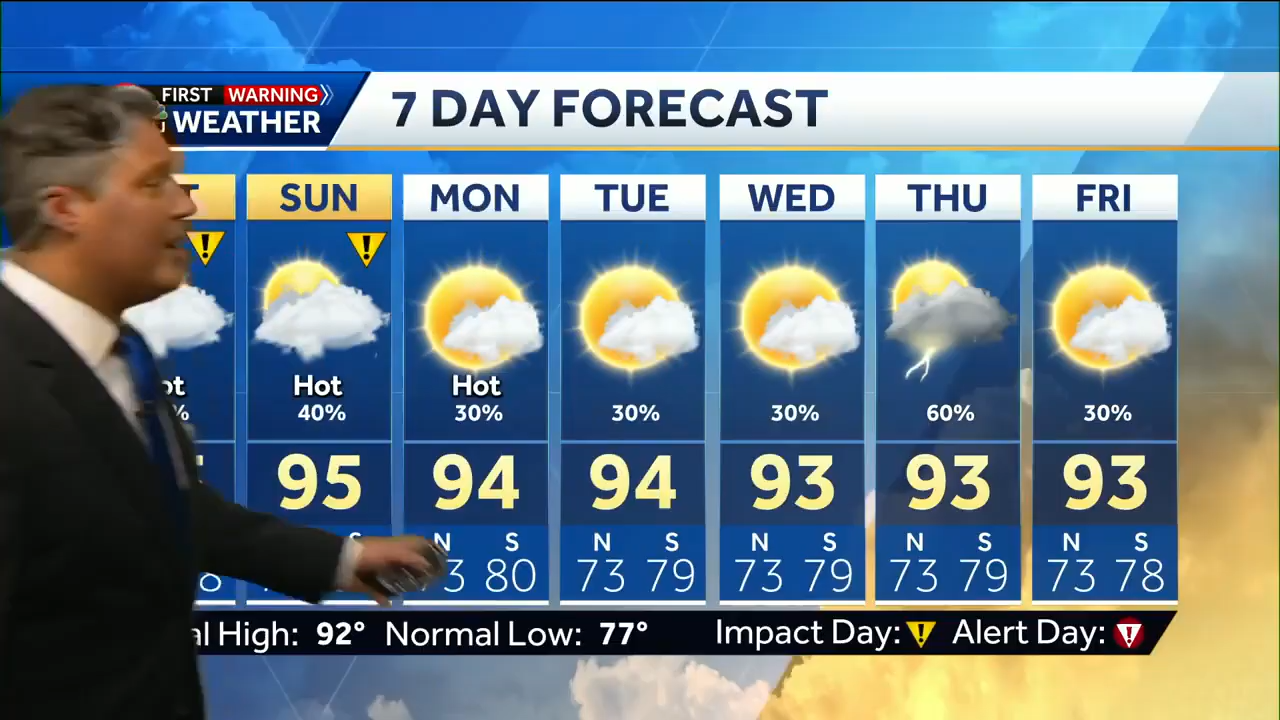 FIRST WARNING
WEATHER
7 DAY FORECAST
SUN MON TUE WED THU FRI
Hot Hot
40% 30% 30% 30% 60% 30%
95 94 94 93 93 93
S N S N S N S N S N S
80 73 79 73 79 73 79 73 78
High: 92° Normal Low: 77° Impact Day: Alert Day: